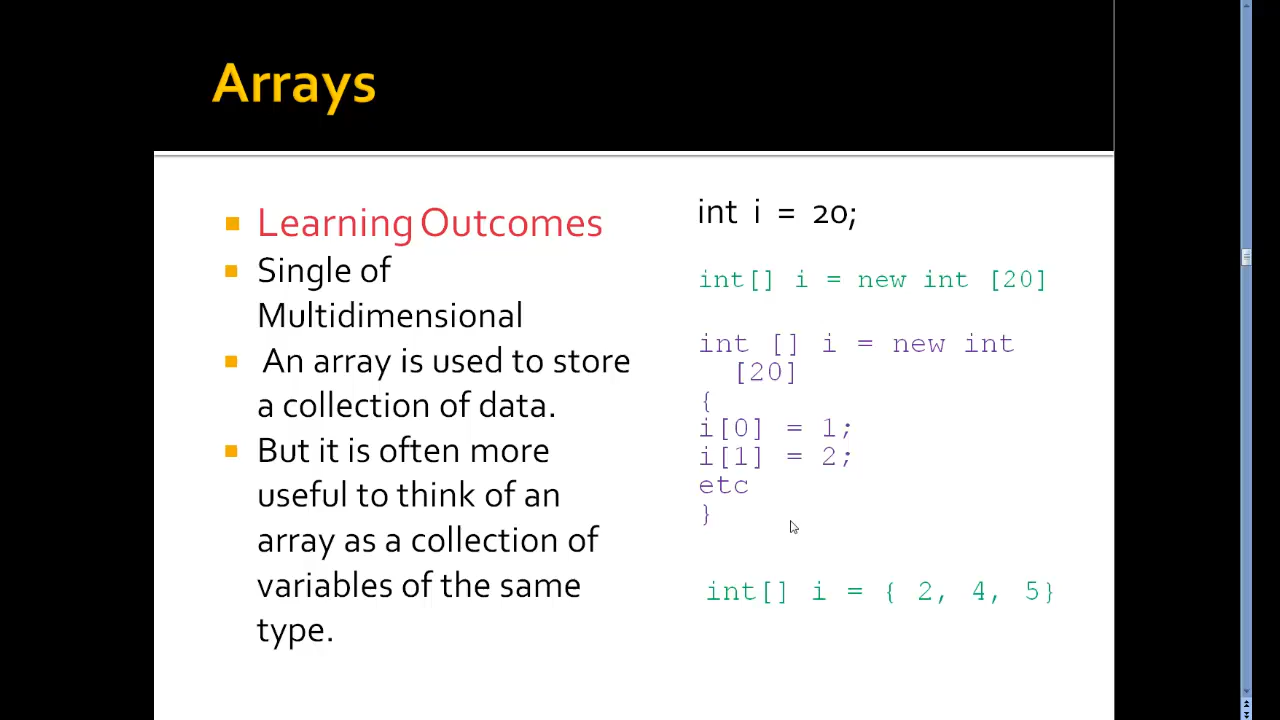 Arrays
Learning Outcomes
Single of
Multidimensional
An array is used to store
a collection of data.
But it is often more
useful to think of an
array as a collection of
variables of the same
type.
int i = 20;
int[] i = new int [20]
int [] i = new int
[20]
{
i[0] = 1;
i[1] = 2;
etc
}
int[] i = { 2, 4, 5}